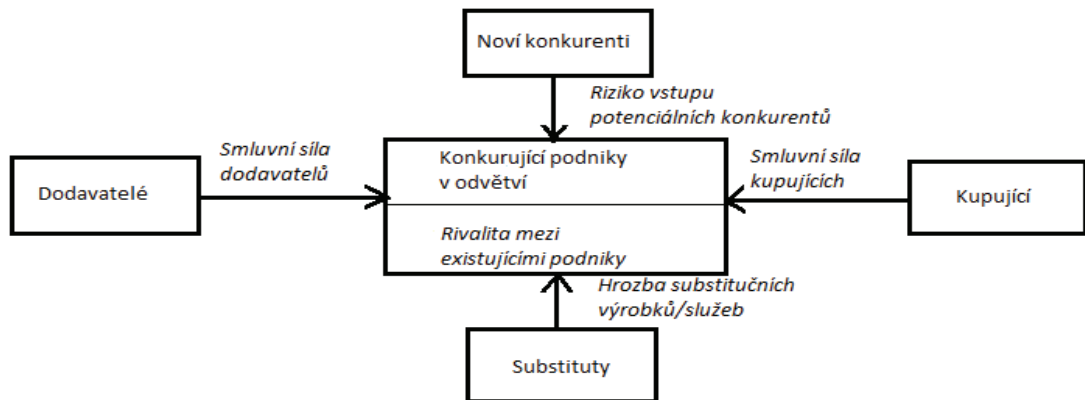 Noví konkurenti
Riziko vstupu
potenciálních konkurentů
Smluvní síla
dodavatelů
Dodavatelé
Konkurující podniky
v odvětví
Rivalita mezi
existujícími podniky
Smluvní síla
kupujících
Kupující
Hrozba substitučních
výrobků/služeb
Substituty